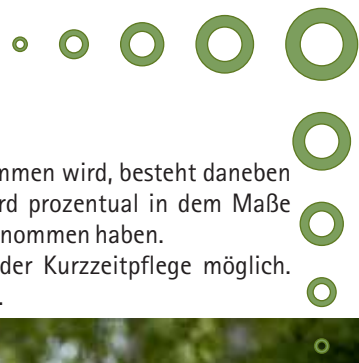 mmen wird, besteht daneben
rd prozentual in dem Maße
nommen haben.
der Kurzzeitpflege möglich.
.